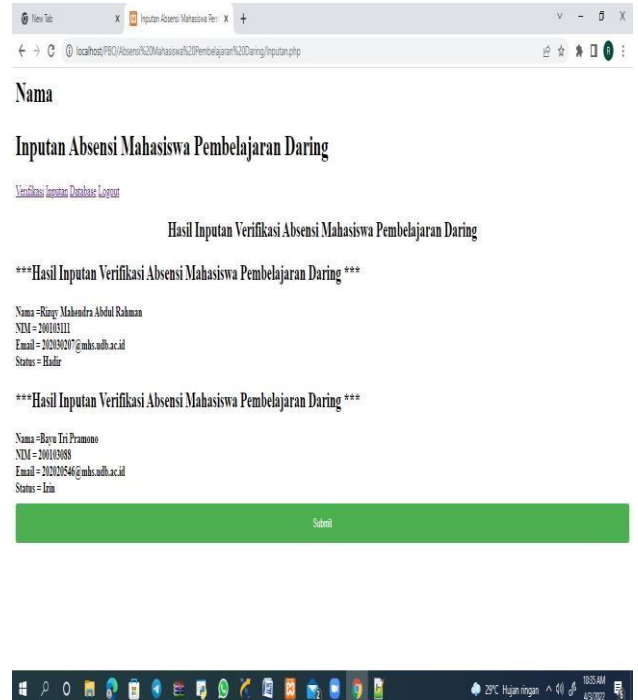 New Tab
Inputan Absensi Mahasiswa Pem
localhost/PBO/Absensi%20Mahasiswa%20Pembelajaran%20Daring/Inputan.php
R
Nama
Inputan Absensi Mahasiswa Pembelajaran Daring
Verifikasi Inputan Database Logout
Hasil Inputan Verifikasi Absensi Mahasiswa Pembelajaran Daring
***Hasil Inputan Verifikasi Absensi Mahasiswa Pembelajaran Daring ***
Nama =Rizqy Mahendra Abdul Rahman
NIM = 200103111
Email = 202030207@mhs.udb.ac.id
Status = Hadir
***Hasil Inputan Verifikasi Absensi Mahasiswa Pembelajaran Daring ***
Nama =Bayu Tri Pramono
NIM = 200103088
Email = 202020546@mhs.udb.ac.id
Status = Izin
Submit
29°C Hujan ringan
10:35 AM
4/3/2022